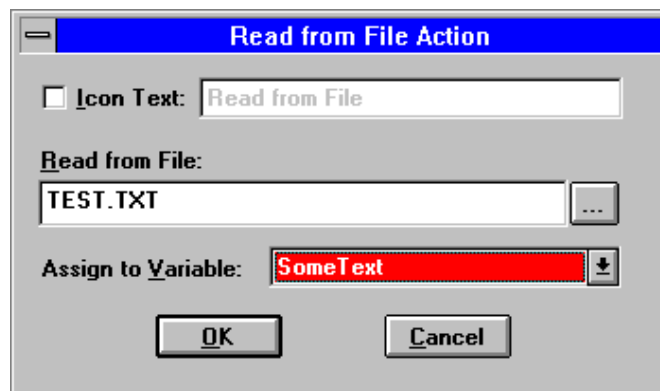 Read from File Action
Icon Text: Read from File
Read from File:
TEST.TXT ...
Assign to Variable: SomeText
OK Cancel